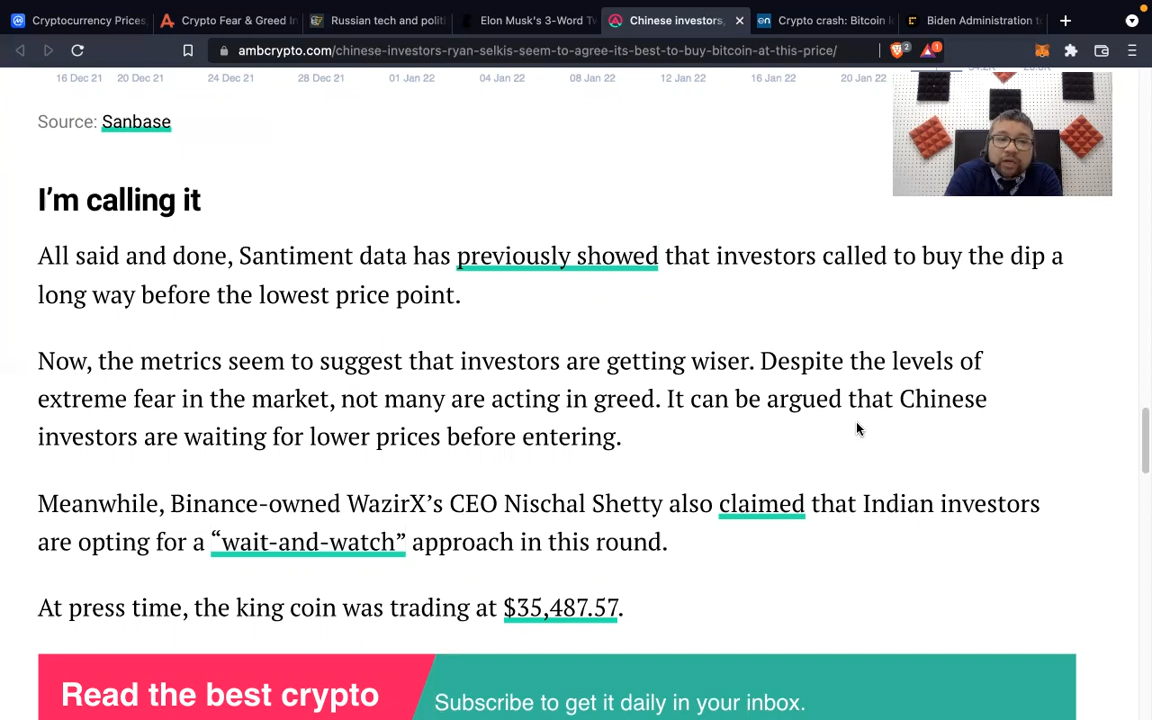 Cryptocurrency Prices,
Crypto Fear & Greed In
Russian tech and politi
Elon Musk's 3-Word Tw
Chinese investors,
Crypto crash: Bitcoin l
Biden Administration to
ambcrypto.com/chinese-investors-ryan-selkis-seem-to-agree-its-best-to-buy-bitcoin-at-this-price/
2
1
16 Dec 21 20 Dec 21 24 Dec 21 28 Dec 21 01 Jan 22 04 Jan 22 08 Jan 22 12 Jan 22 16 Jan 22 20 Jan 22
Source: Sanbase
I’m calling it
All said and done, Santiment data has previously showed that investors called to buy the dip a
long way before the lowest price point.
Now, the metrics seem to suggest that investors are getting wiser. Despite the levels of
extreme fear in the market, not many are acting in greed. It can be argued that Chinese
investors are waiting for lower prices before entering.
Meanwhile, Binance-owned WazirX’s CEO Nischal Shetty also claimed that Indian investors
are opting for a “wait-and-watch” approach in this round.
At press time, the king coin was trading at $35,487.57.
Read the best crypto
Subscribe to get it daily in your inbox.